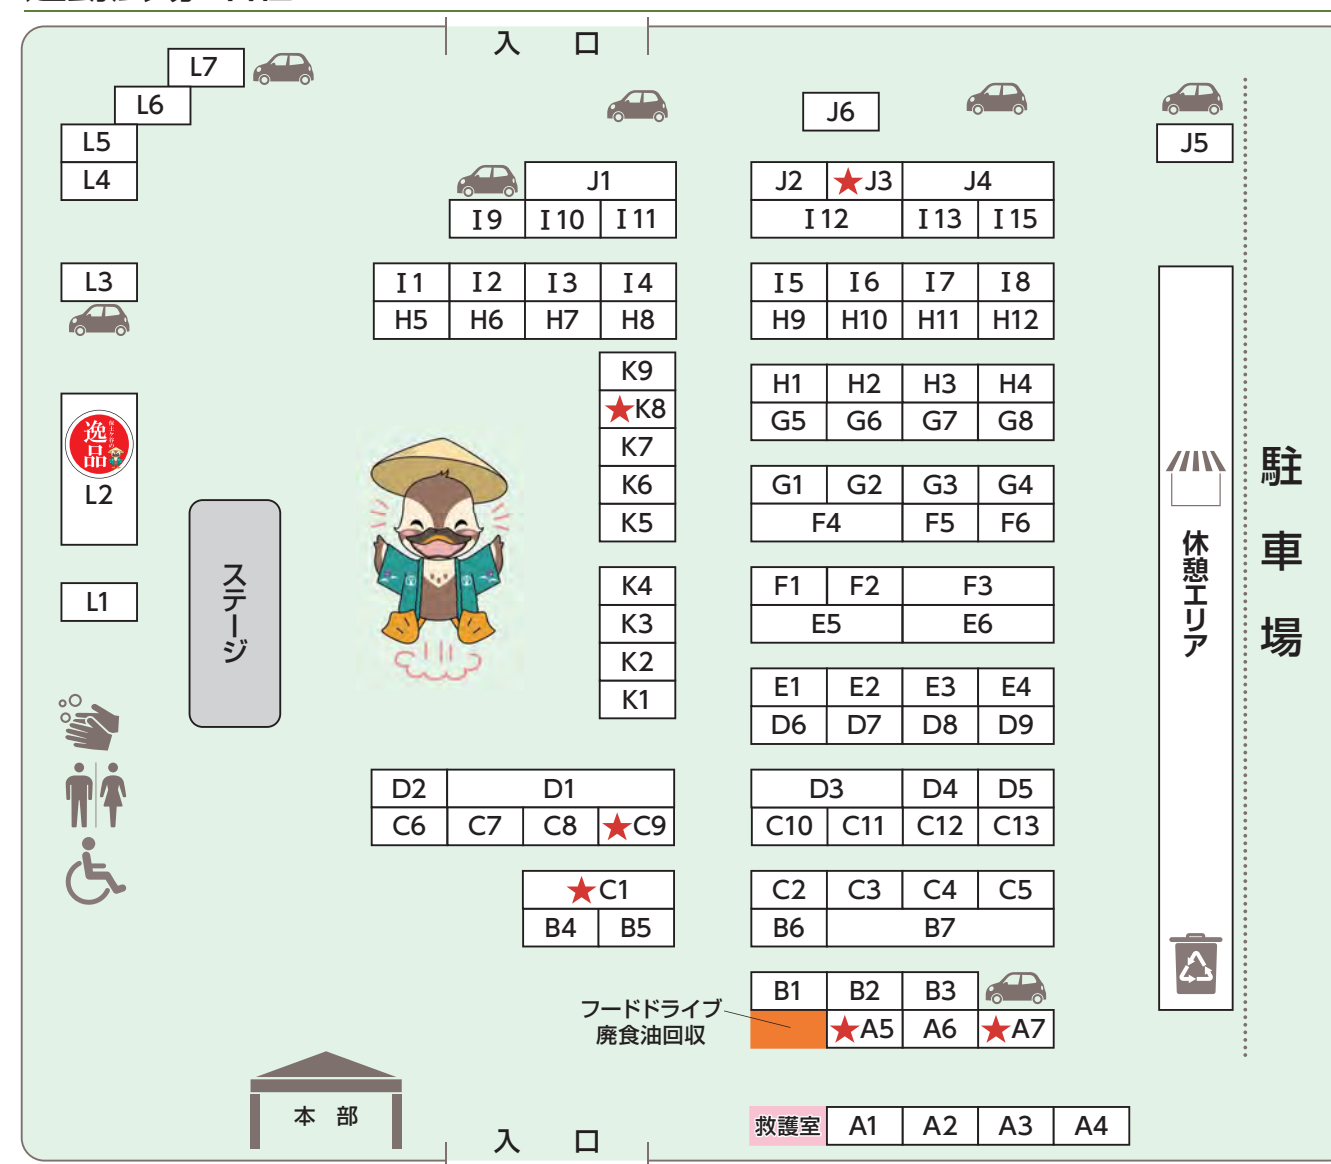 入 口
L7
L6
J6
L5
J5
L4
J1
J2 ★J3 J4
I9 I10 I11
I12 I13 I15
L3
I1 I2 I3 I4
I5 I6 I7 I8
H5 H6 H7 H8
H9 H10 H11 H12
K9
H1 H2 H3 H4
★K8
G5 G6 G7 G8
逸品
K7
L2
K6
G1 G2 G3 G4
K5
F4 F5 F6
駐車場
休憩エリア
ステージ
L1
K4
F1 F2 F3
K3
E5 E6
K2
E1 E2 E3 E4
K1
D6 D7 D8 D9
D2 D1
D3 D4 D5
C6 C7 C8 ★C9
C10 C11 C12 C13
★C1
C2 C3 C4 C5
B4 B5
B6 B7
B1 B2 B3
フードドライブ
廃食油回収
★A5 A6 ★A7
本 部
救護室 A1 A2 A3 A4
入 口